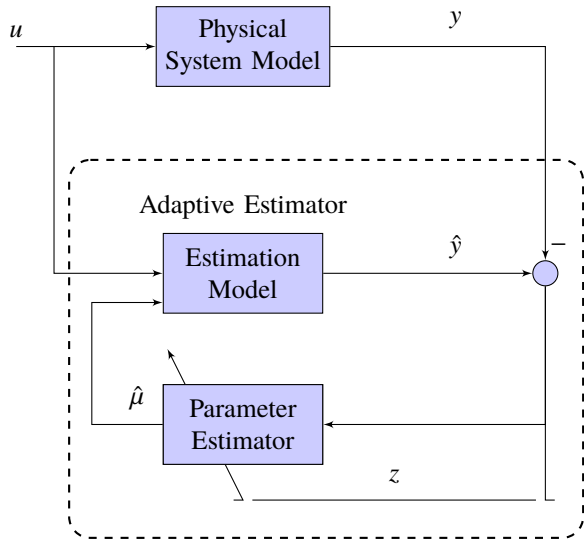 u
Physical
System Model
y
Adaptive Estimator
−
Estimation
Model
ŷ
μ̂
Parameter
Estimator
z